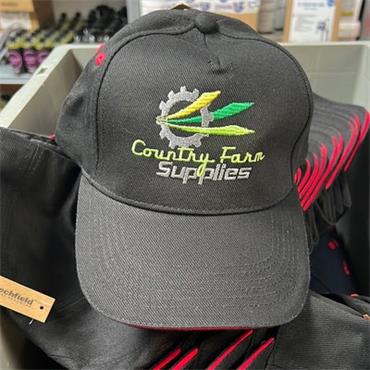 Country Farm
Supplies